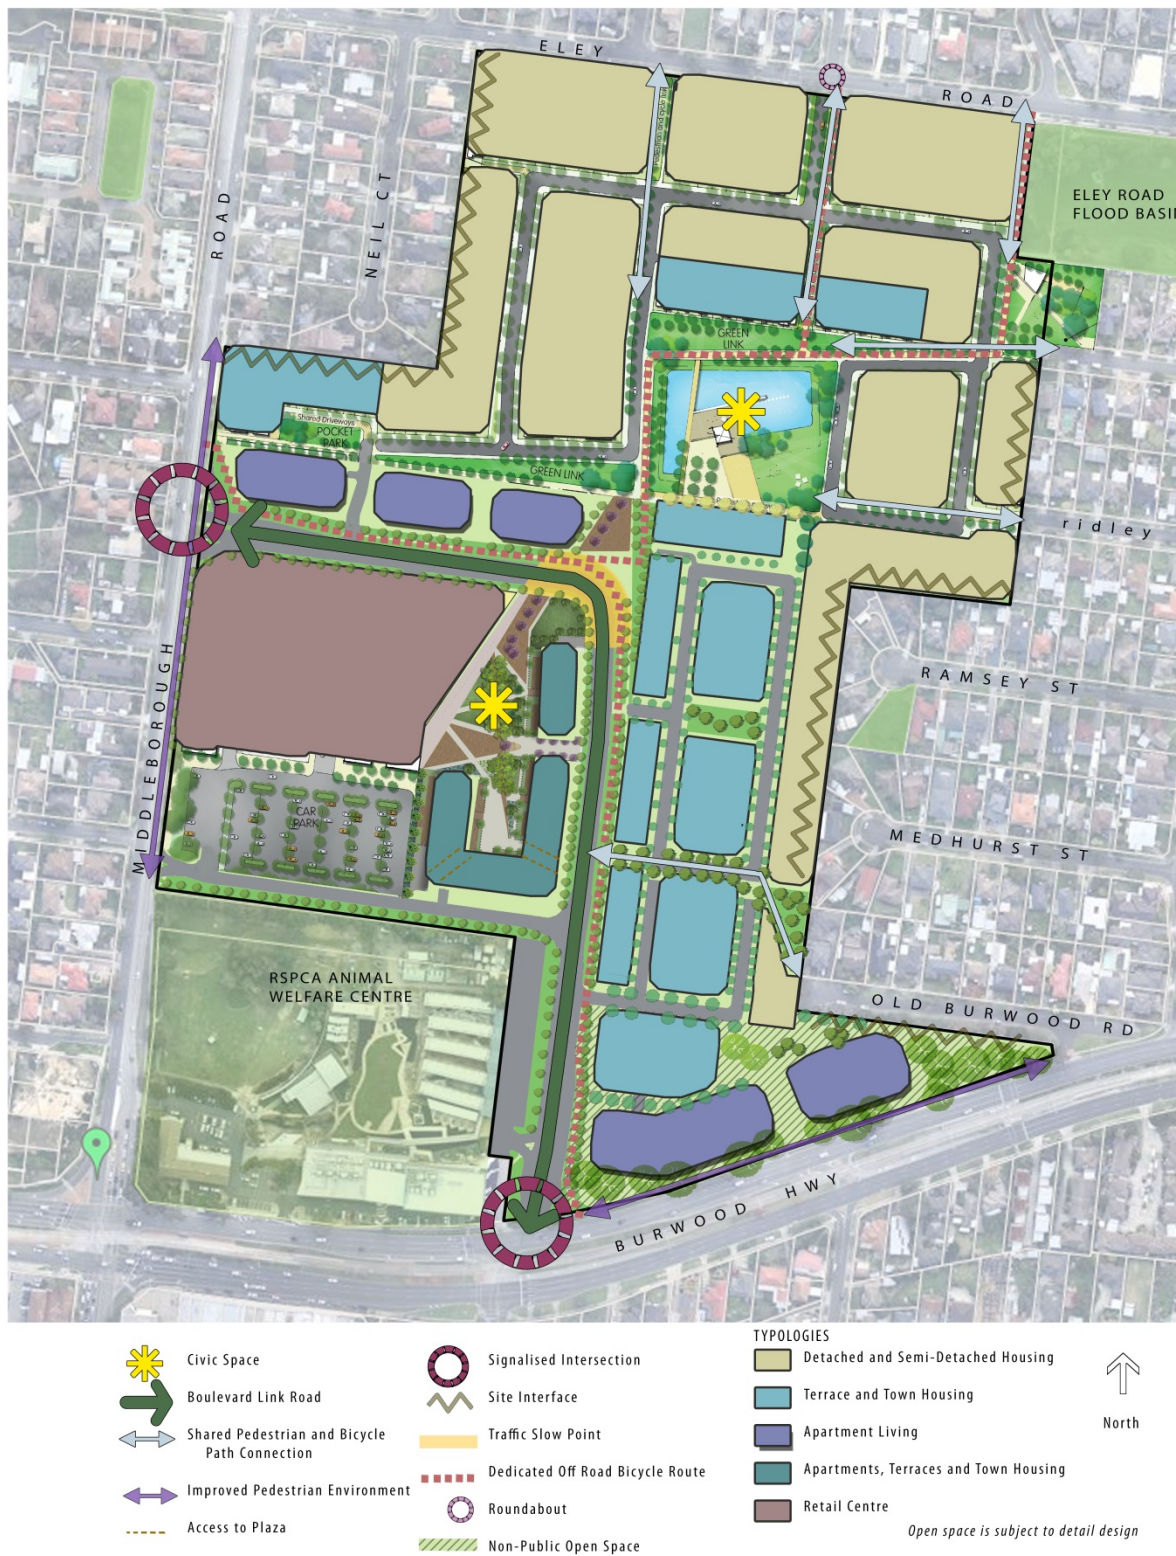 ELEY
ROAD
ELEY ROAD
FLOOD BASI
ROAD
NEIL CT
Pedestrian and cycle link
GREEN
LINK
Shared Driveways
POCKET
PARK
GREEN LINK
ridley
MIDDLEBOROUGH
RAMSEY ST
MEDHURST ST
CAR
PARK
RSPCA ANIMAL
WELFARE CENTRE
OLD BURWOOD RD
BURWOOD HWY
Civic Space
Boulevard Link Road
Shared Pedestrian and Bicycle
Path Connection
Improved Pedestrian Environment
Access to Plaza
Signalised Intersection
Site Interface
Traffic Slow Point
Dedicated Off Road Bicycle Route
Roundabout
Non-Public Open Space
TYPOLOGIES
Detached and Semi-Detached Housing
Terrace and Town Housing
Apartment Living
Apartments, Terraces and Town Housing
Retail Centre
North
Open space is subject to detail design